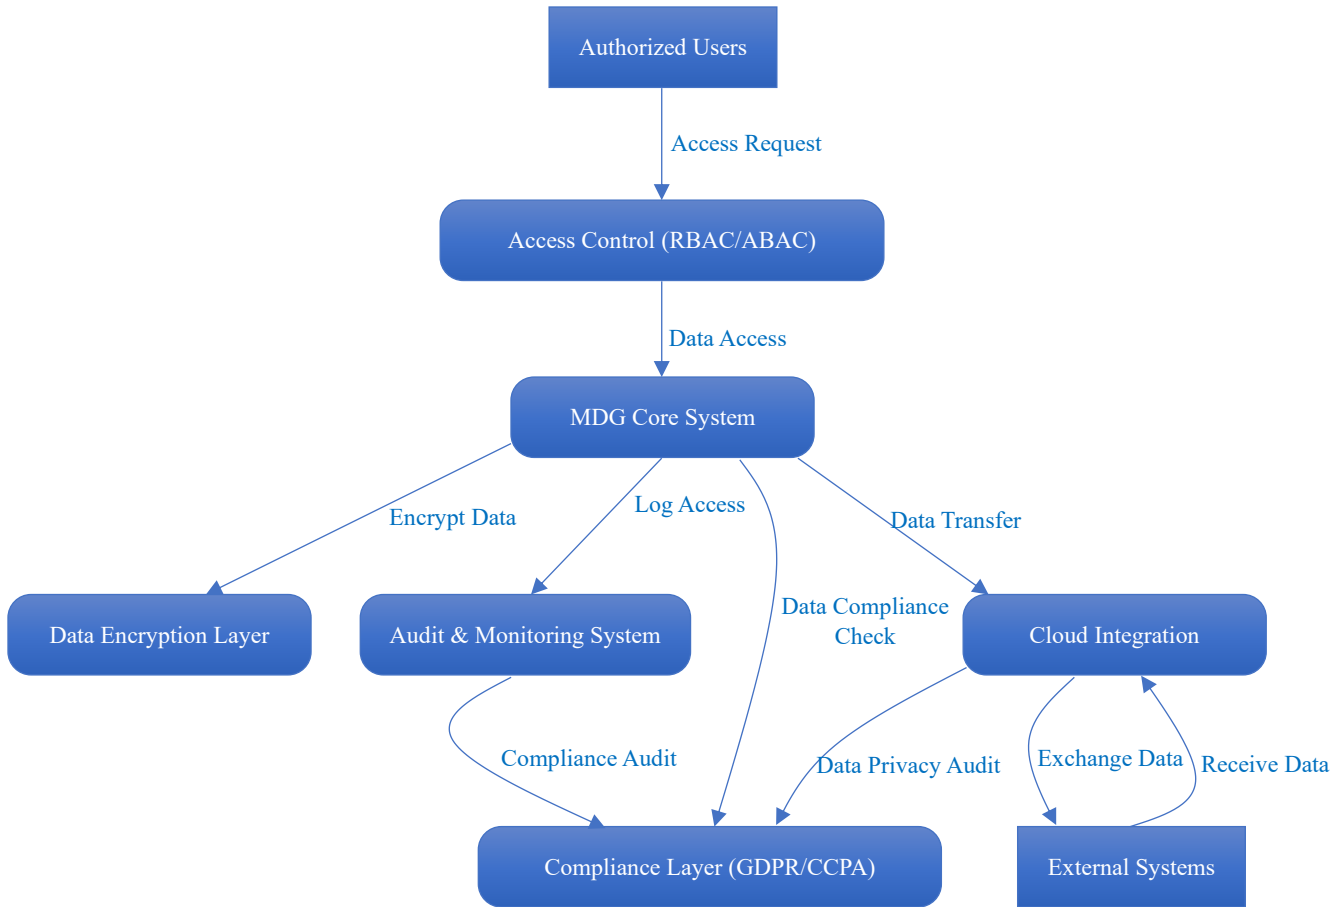 Authorized Users
Access Request
Access Control (RBAC/ABAC)
Data Access
MDG Core System
Log Access
Encrypt Data
Data Transfer
Data Compliance
Check
Data Encryption Layer
Audit & Monitoring System
Cloud Integration
Compliance Audit
Data Privacy Audit
Exchange Data
Receive Data
Compliance Layer (GDPR/CCPA)
External Systems